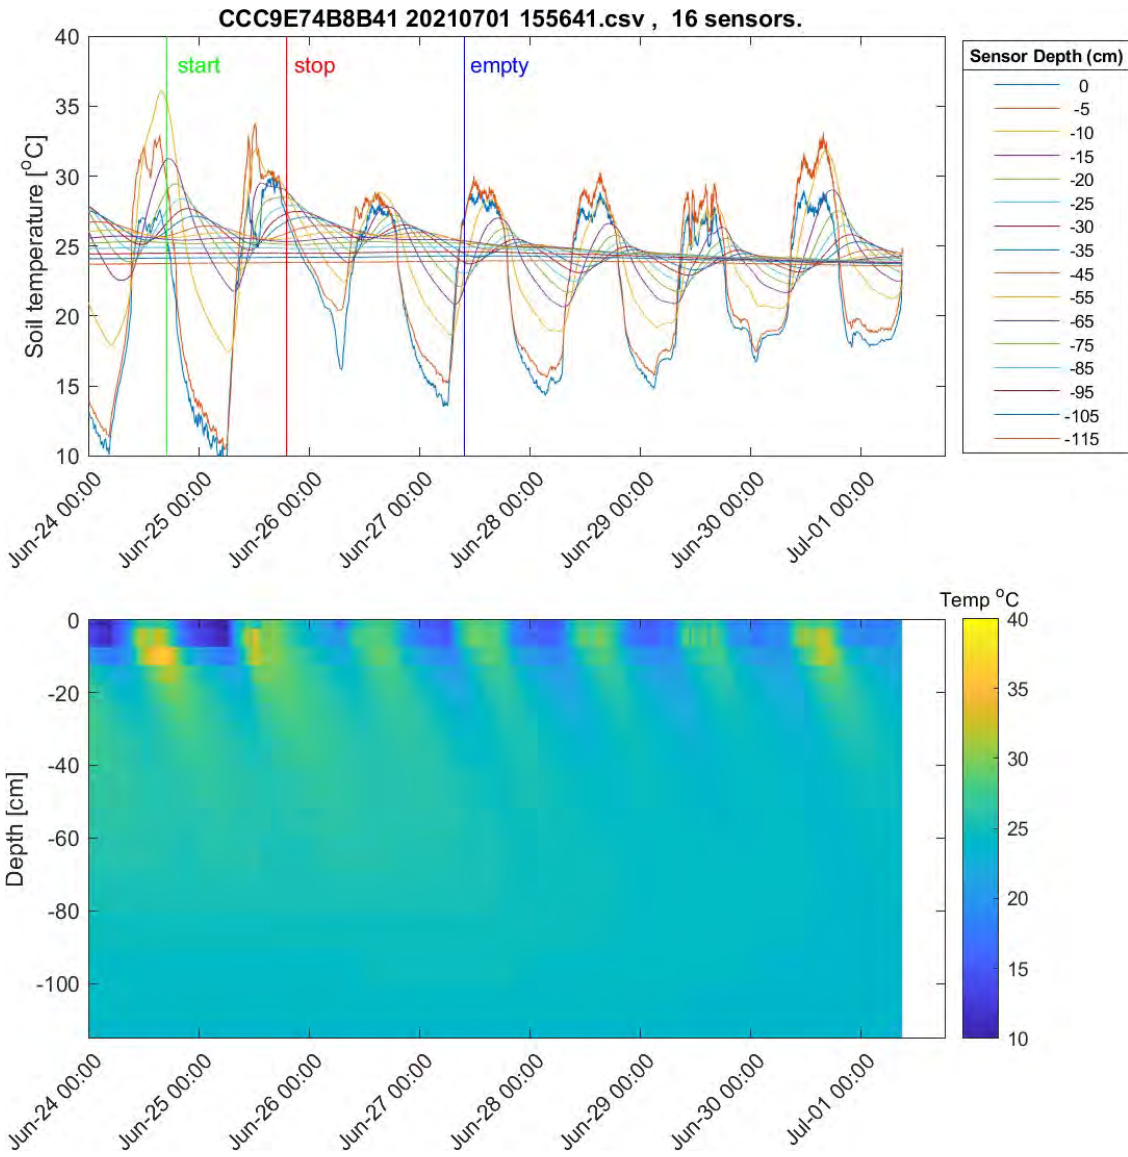 CCC9E74B8B41 20210701 155641.csv , 16 sensors.
40
35
30
25
20
15
10
Soil temperature [°C]
start
stop
empty
Jun-24 00:00
Jun-25 00:00
Jun-26 00:00
Jun-27 00:00
Jun-28 00:00
Jun-29 00:00
Jun-30 00:00
Jul-01 00:00
Sensor Depth (cm)
0
-5
-10
-15
-20
-25
-30
-35
-45
-55
-65
-75
-85
-95
-105
-115
0
-20
-40
-60
-80
-100
Depth [cm]
Jun-24 00:00
Jun-25 00:00
Jun-26 00:00
Jun-27 00:00
Jun-28 00:00
Jun-29 00:00
Jun-30 00:00
Jul-01 00:00
Temp °C
40
35
30
25
20
15
10